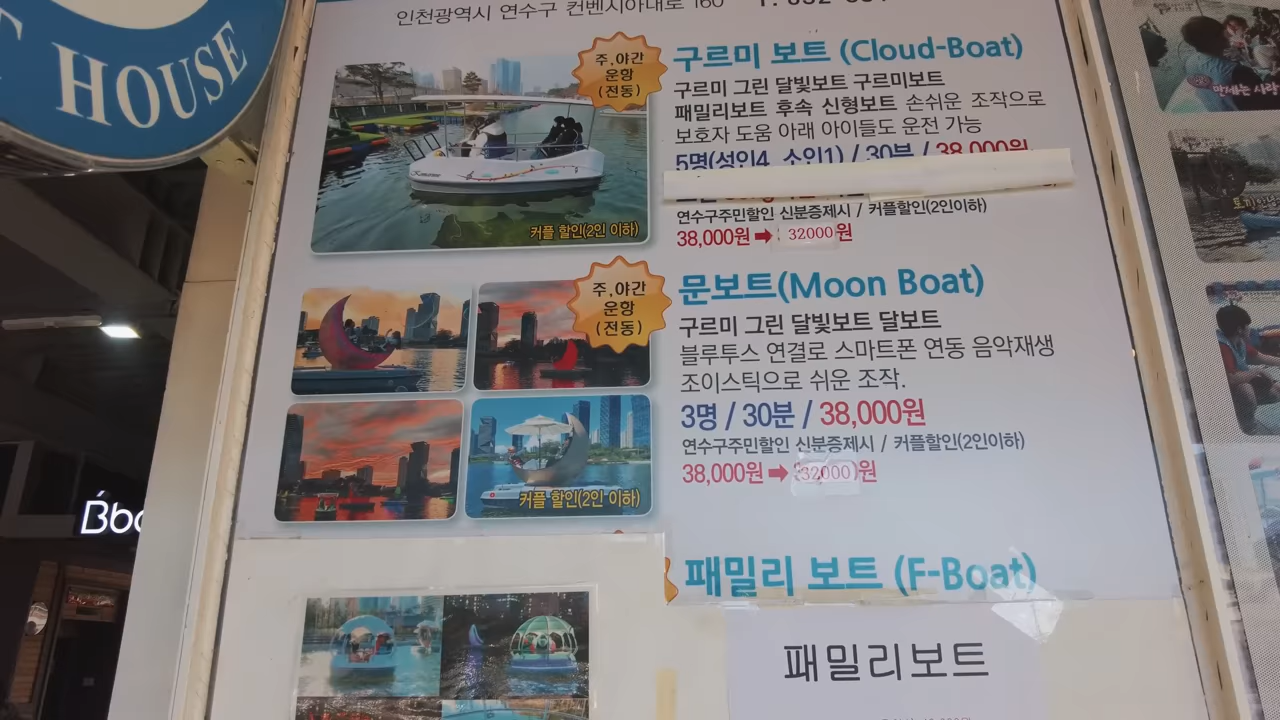 HOUSE
인천광역시 연수구 컨벤시아대로 160
주,야간
운항
(전동)
커플 할인(2인 이하)
구르미 보트 (Cloud-Boat)
구르미 그린 달빛보트 구르미보트
패밀리보트 후속 신형보트 손쉬운 조작으로
보호자 도움 아래 아이들도 운전 가능
5명(성인4, 소인1) / 30분 / 38,000원
연수구주민할인 신분증제시 / 커플할인(2인이하)
38,000원 ➡ 32000원
주,야간
운항
(전동)
커플 할인(2인 이하)
문보트(Moon Boat)
구르미 그린 달빛보트 달보트
블루투스 연결로 스마트폰 연동 음악재생
조이스틱으로 쉬운 조작.
3명 / 30분 / 38,000원
연수구주민할인 신분증제시 / 커플할인(2인이하)
38,000원 ➡ 32000원
패밀리 보트 (F-Boat)
패밀리보트